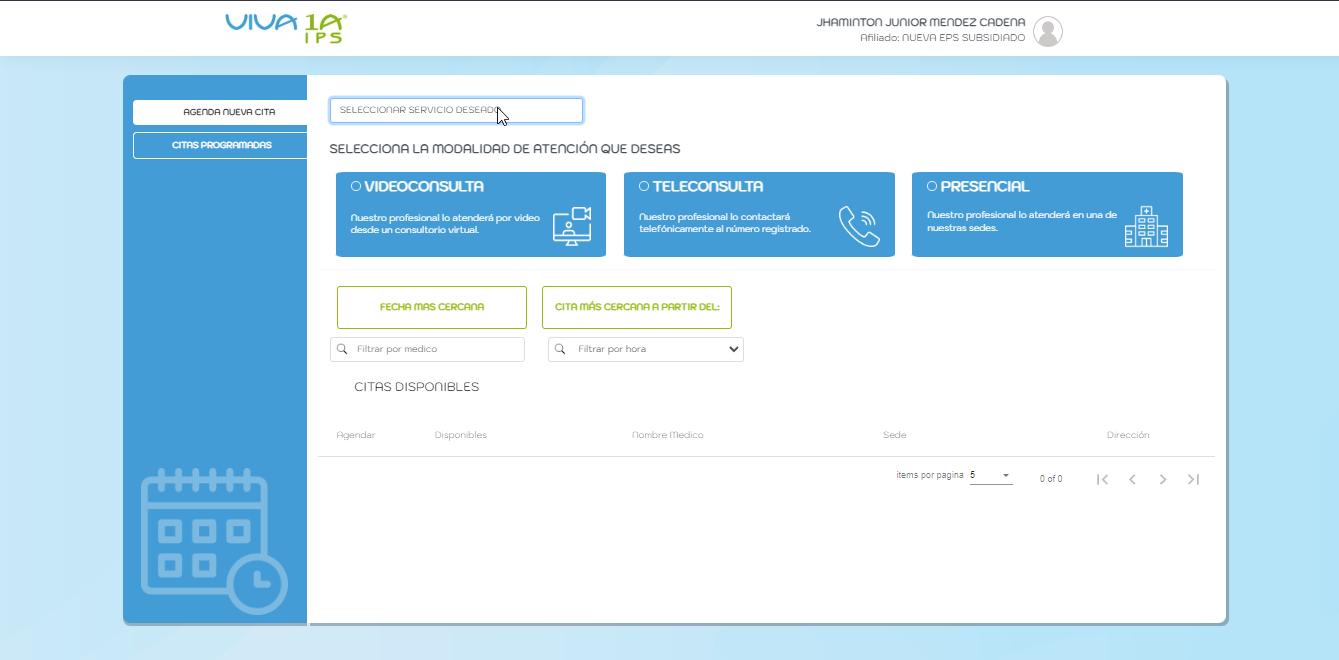 VIVA 1A
IPS
JHAMINTON JUNIOR MENDEZ CADENA
Afiliado: NUEVA EPS SUBSIDIADO
AGENDA NUEVA CITA
CITAS PROGRAMADAS
SELECCIONAR SERVICIO DESEADO
SELECCIONA LA MODALIDAD DE ATENCIÓN QUE DESEAS
VIDEOCONSULTA
Nuestro profesional lo atenderá por video
desde un consultorio virtual.
TELECONSULTA
Nuestro profesional lo contactará
telefónicamente al número registrado.
PRESENCIAL
Nuestro profesional lo atenderá en una de
nuestras sedes.
FECHA MAS CERCANA
CITA MÁS CERCANA A PARTIR DEL:
Filtrar por medico
Filtrar por hora
CITAS DISPONIBLES
Agendar Disponibles Nombre Medico Sede Dirección
items por pagina 5 0 of 0